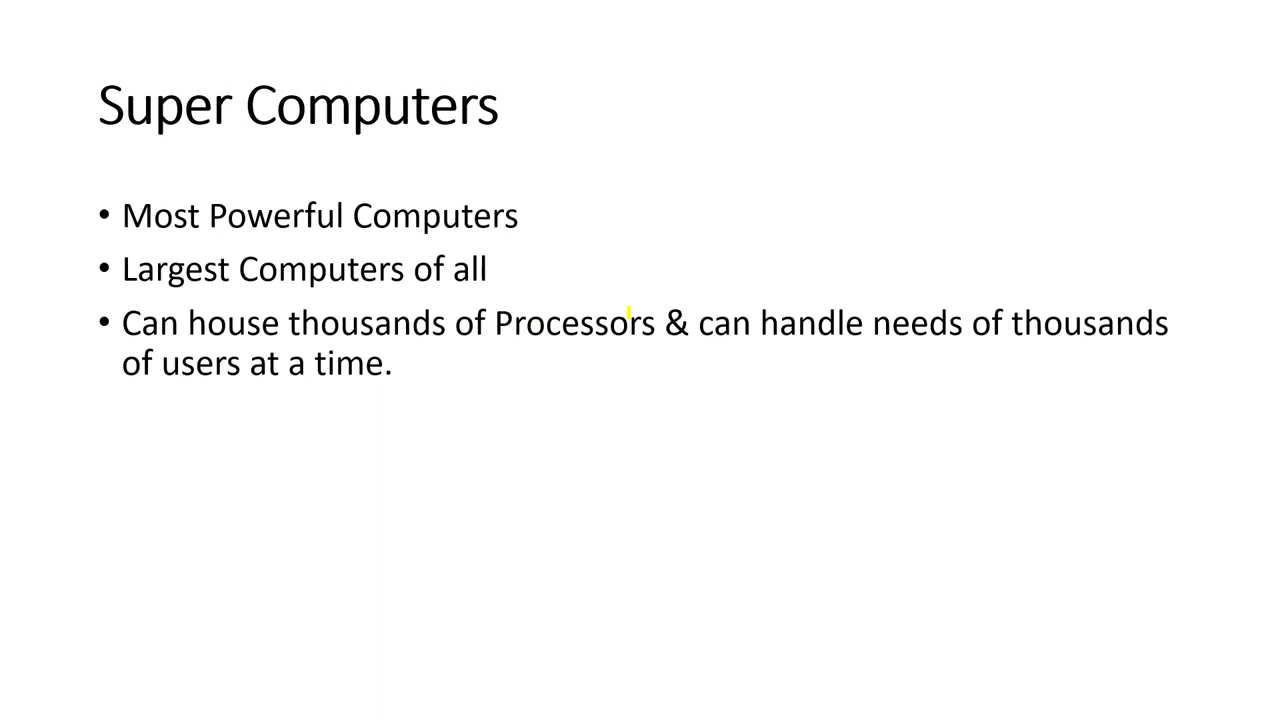 Super Computers
• Most Powerful Computers
• Largest Computers of all
• Can house thousands of Processors & can handle needs of thousands
of users at a time.